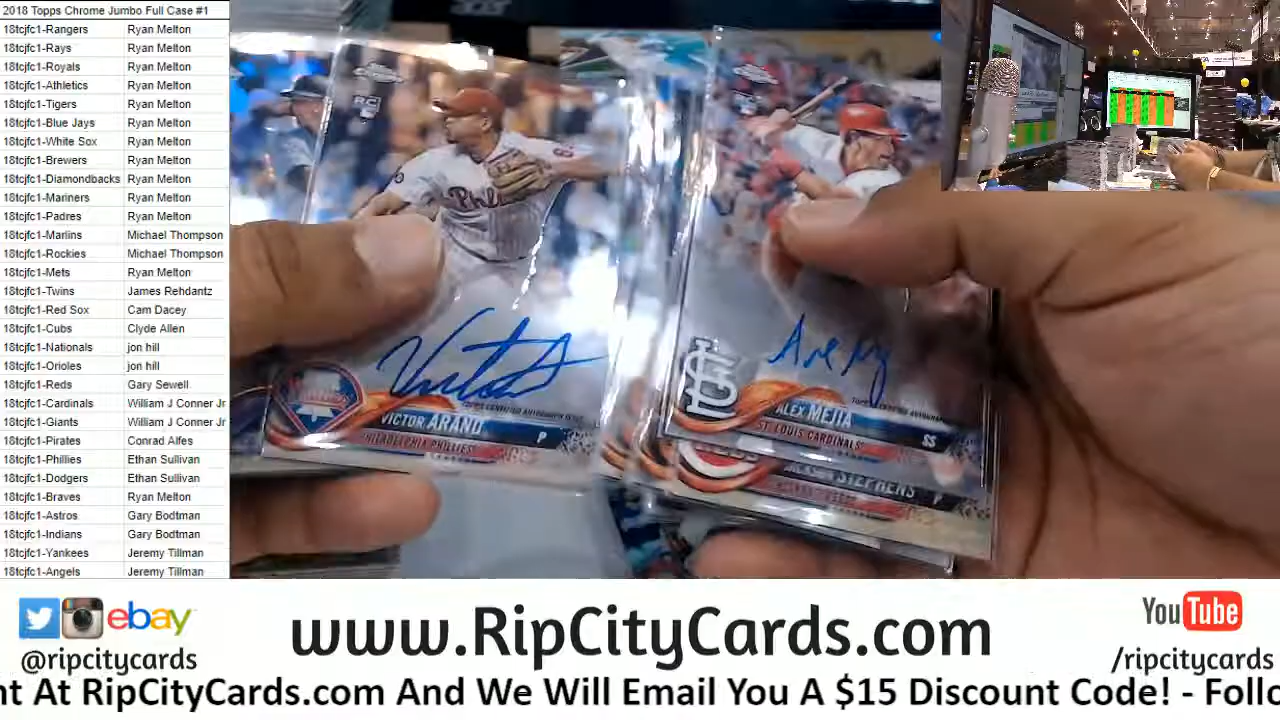 2018 Topps Chrome Jumbo Full Case #1
18tcjfc1-Rangers Ryan Melton
18tcjfc1-Rays Ryan Melton
18tcjfc1-Royals Ryan Melton
18tcjfc1-Athletics Ryan Melton
18tcjfc1-Tigers Ryan Melton
18tcjfc1-Blue Jays Ryan Melton
18tcjfc1-White Sox Ryan Melton
18tcjfc1-Brewers Ryan Melton
18tcjfc1-Diamondbacks Ryan Melton
18tcjfc1-Mariners Ryan Melton
18tcjfc1-Padres Ryan Melton
18tcjfc1-Marlins Michael Thompson
18tcjfc1-Rockies Michael Thompson
18tcjfc1-Mets Ryan Melton
18tcjfc1-Twins James Rehdantz
18tcjfc1-Red Sox Cam Dacey
18tcjfc1-Cubs Clyde Allen
18tcjfc1-Nationals jon hill
18tcjfc1-Orioles jon hill
18tcjfc1-Reds Gary Sewell
18tcjfc1-Cardinals William J Conner Jr
18tcjfc1-Giants William J Conner Jr
18tcjfc1-Pirates Conrad Alfes
18tcjfc1-Phillies Ethan Sullivan
18tcjfc1-Dodgers Ethan Sullivan
18tcjfc1-Braves Ryan Melton
18tcjfc1-Astros Gary Bodtman
18tcjfc1-Indians Gary Bodtman
18tcjfc1-Yankees Jeremy Tillman
18tcjfc1-Angels Jeremy Tillman
RC
Phillies
VICTOR ARANO P
PHILADELPHIA PHILLIES
ALEX MEJIA
ST. LOUIS CARDINALS SS
STEPHENS P
ebay
@ripcitycards
www.RipCityCards.com
YouTube
/ripcitycards
nt At RipCityCards.com And We Will Email You A $15 Discount Code! - Follo